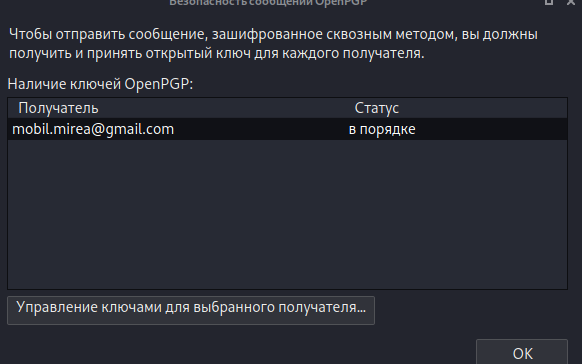 Безопасность сообщений OpenPGP
Чтобы отправить сообщение, зашифрованное сквозным методом, вы должны
получить и принять открытый ключ для каждого получателя.
Наличие ключей OpenPGP:
Получатель Статус
mobil.mirea@gmail.com в порядке
Управление ключами для выбранного получателя...
OK